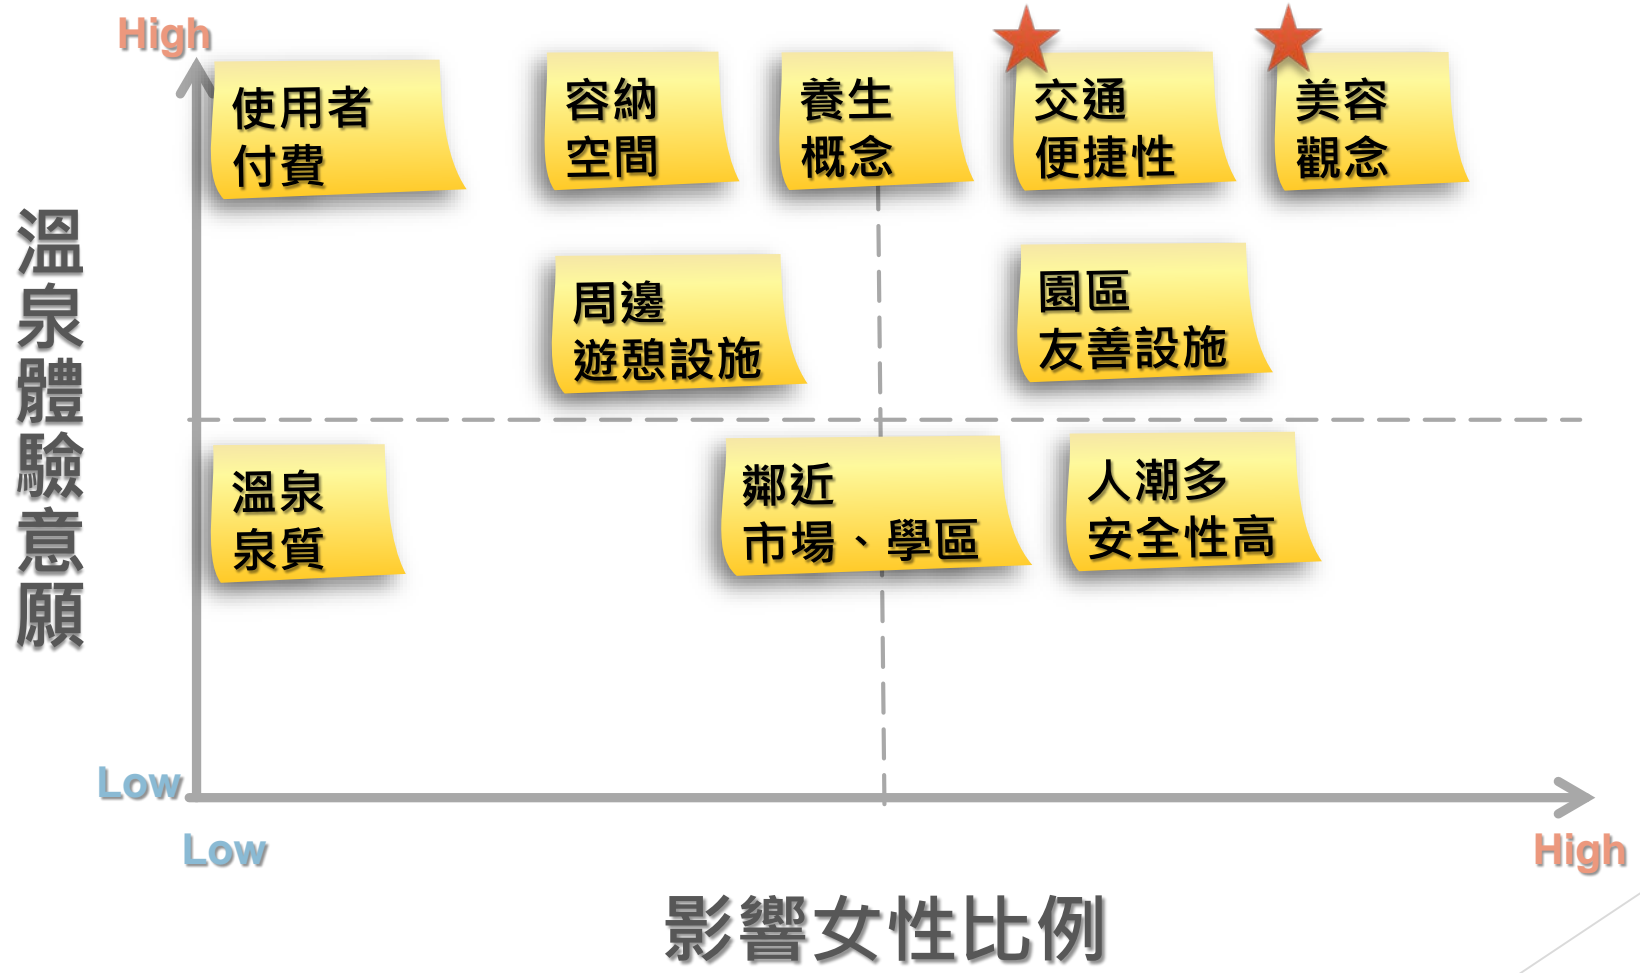 High
使用者
付費
容納
空間
養生
概念
交通
便捷性
美容
觀念
周邊
遊憩設施
園區
友善設施
溫泉體驗意願
溫泉
泉質
鄰近
市場、學區
人潮多
安全性高
Low
Low
High
影響女性比例